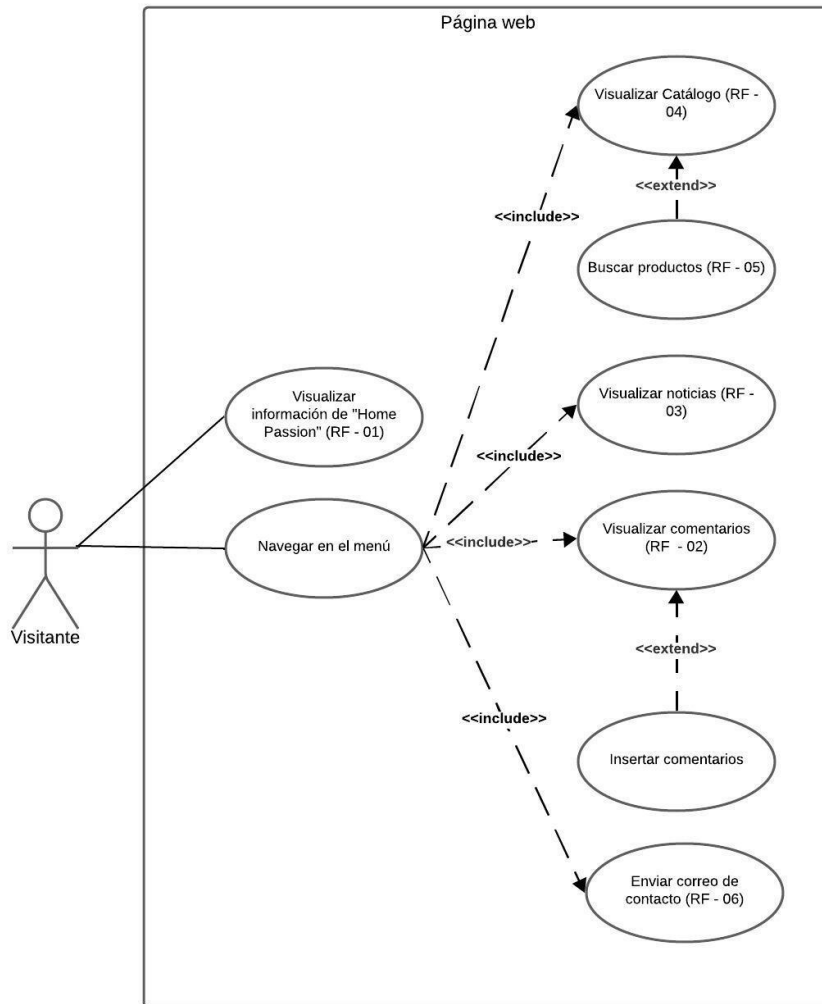 Página web
Visualizar Catálogo (RF -
04)
<<extend>>
<<include>>
Buscar productos (RF - 05)
Visualizar
información de "Home
Passion" (RF - 01)
Visualizar noticias (RF -
03)
<<include>>
Navegar en el menú
<<include>>
Visualizar comentarios
(RF - 02)
Visitante
<<extend>>
<<include>>
Insertar comentarios
Enviar correo de
contacto (RF - 06)